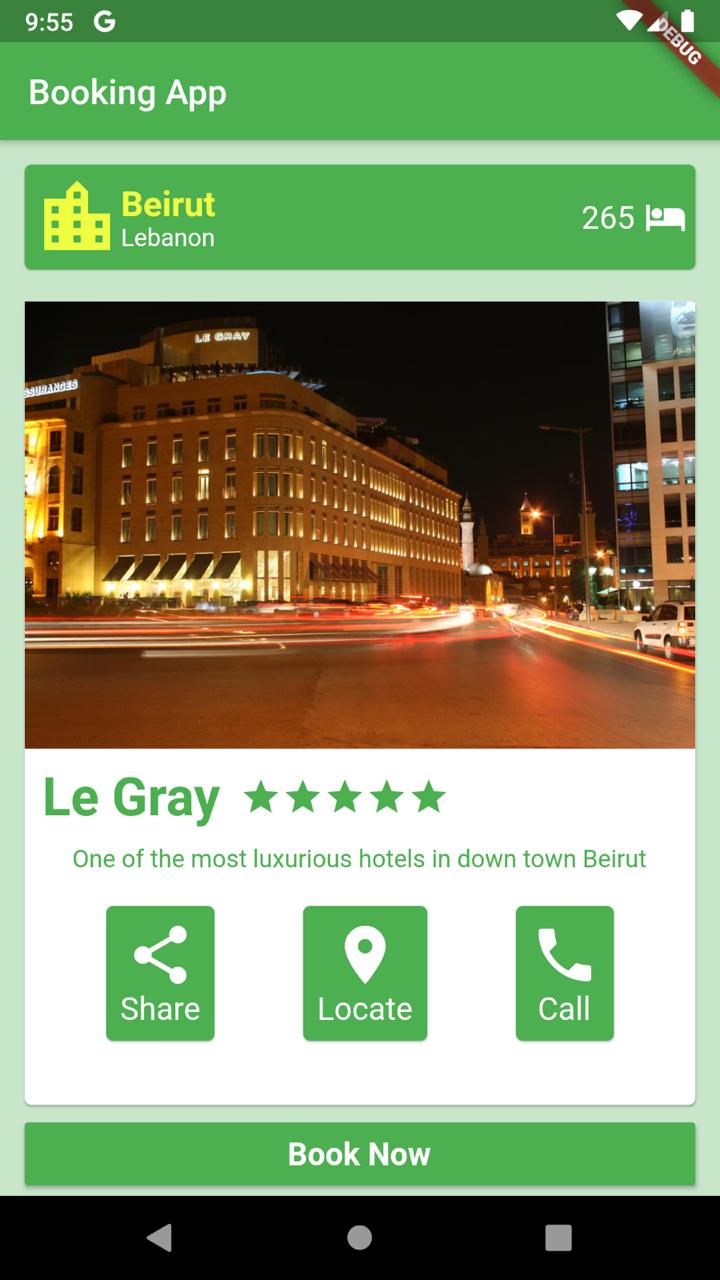 9:55
DEBUG
Booking App
Beirut
Lebanon
265
LE GRAY
SSURANGES
Le Gray
One of the most luxurious hotels in down town Beirut
Share
Locate
Call
Book Now